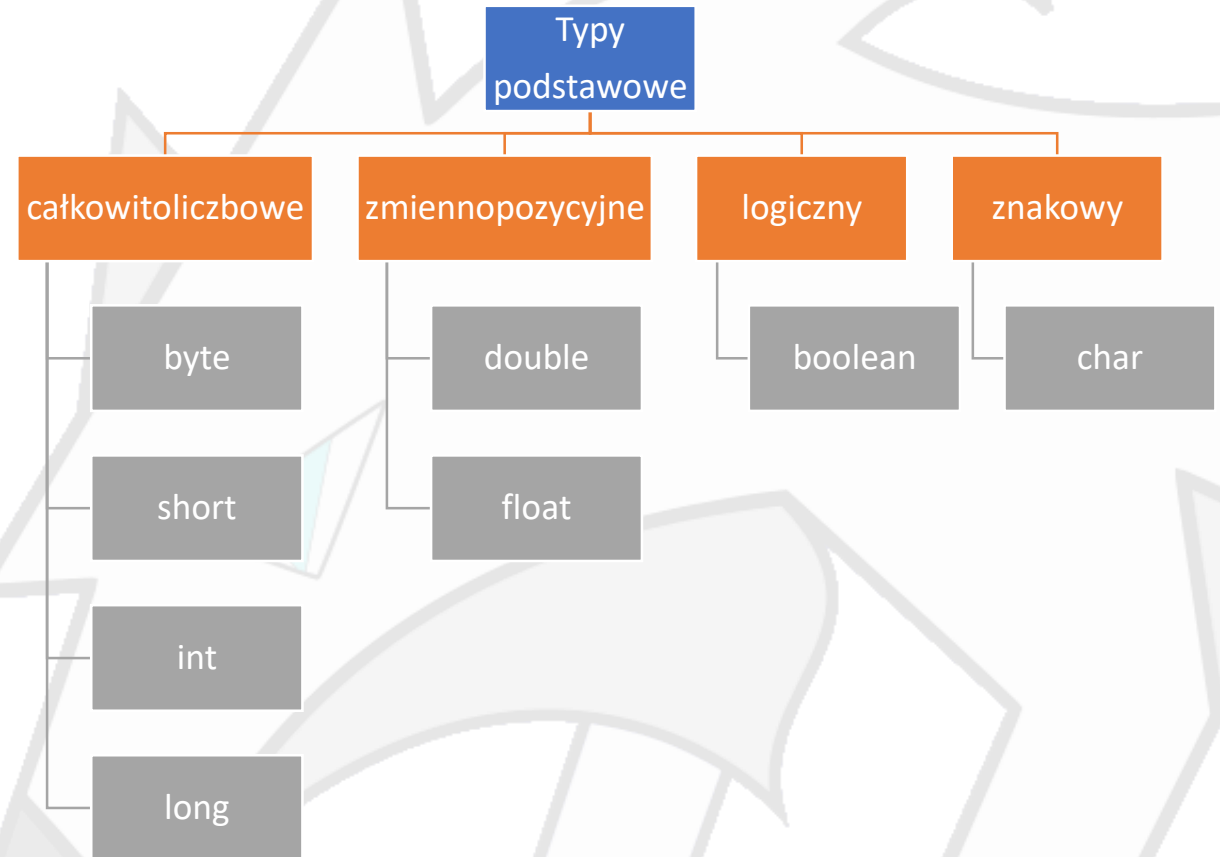 Typy
podstawowe
całkowitoliczbowe
zmiennopozycyjne
logiczny
znakowy
byte
double
boolean
char
short
float
int
long